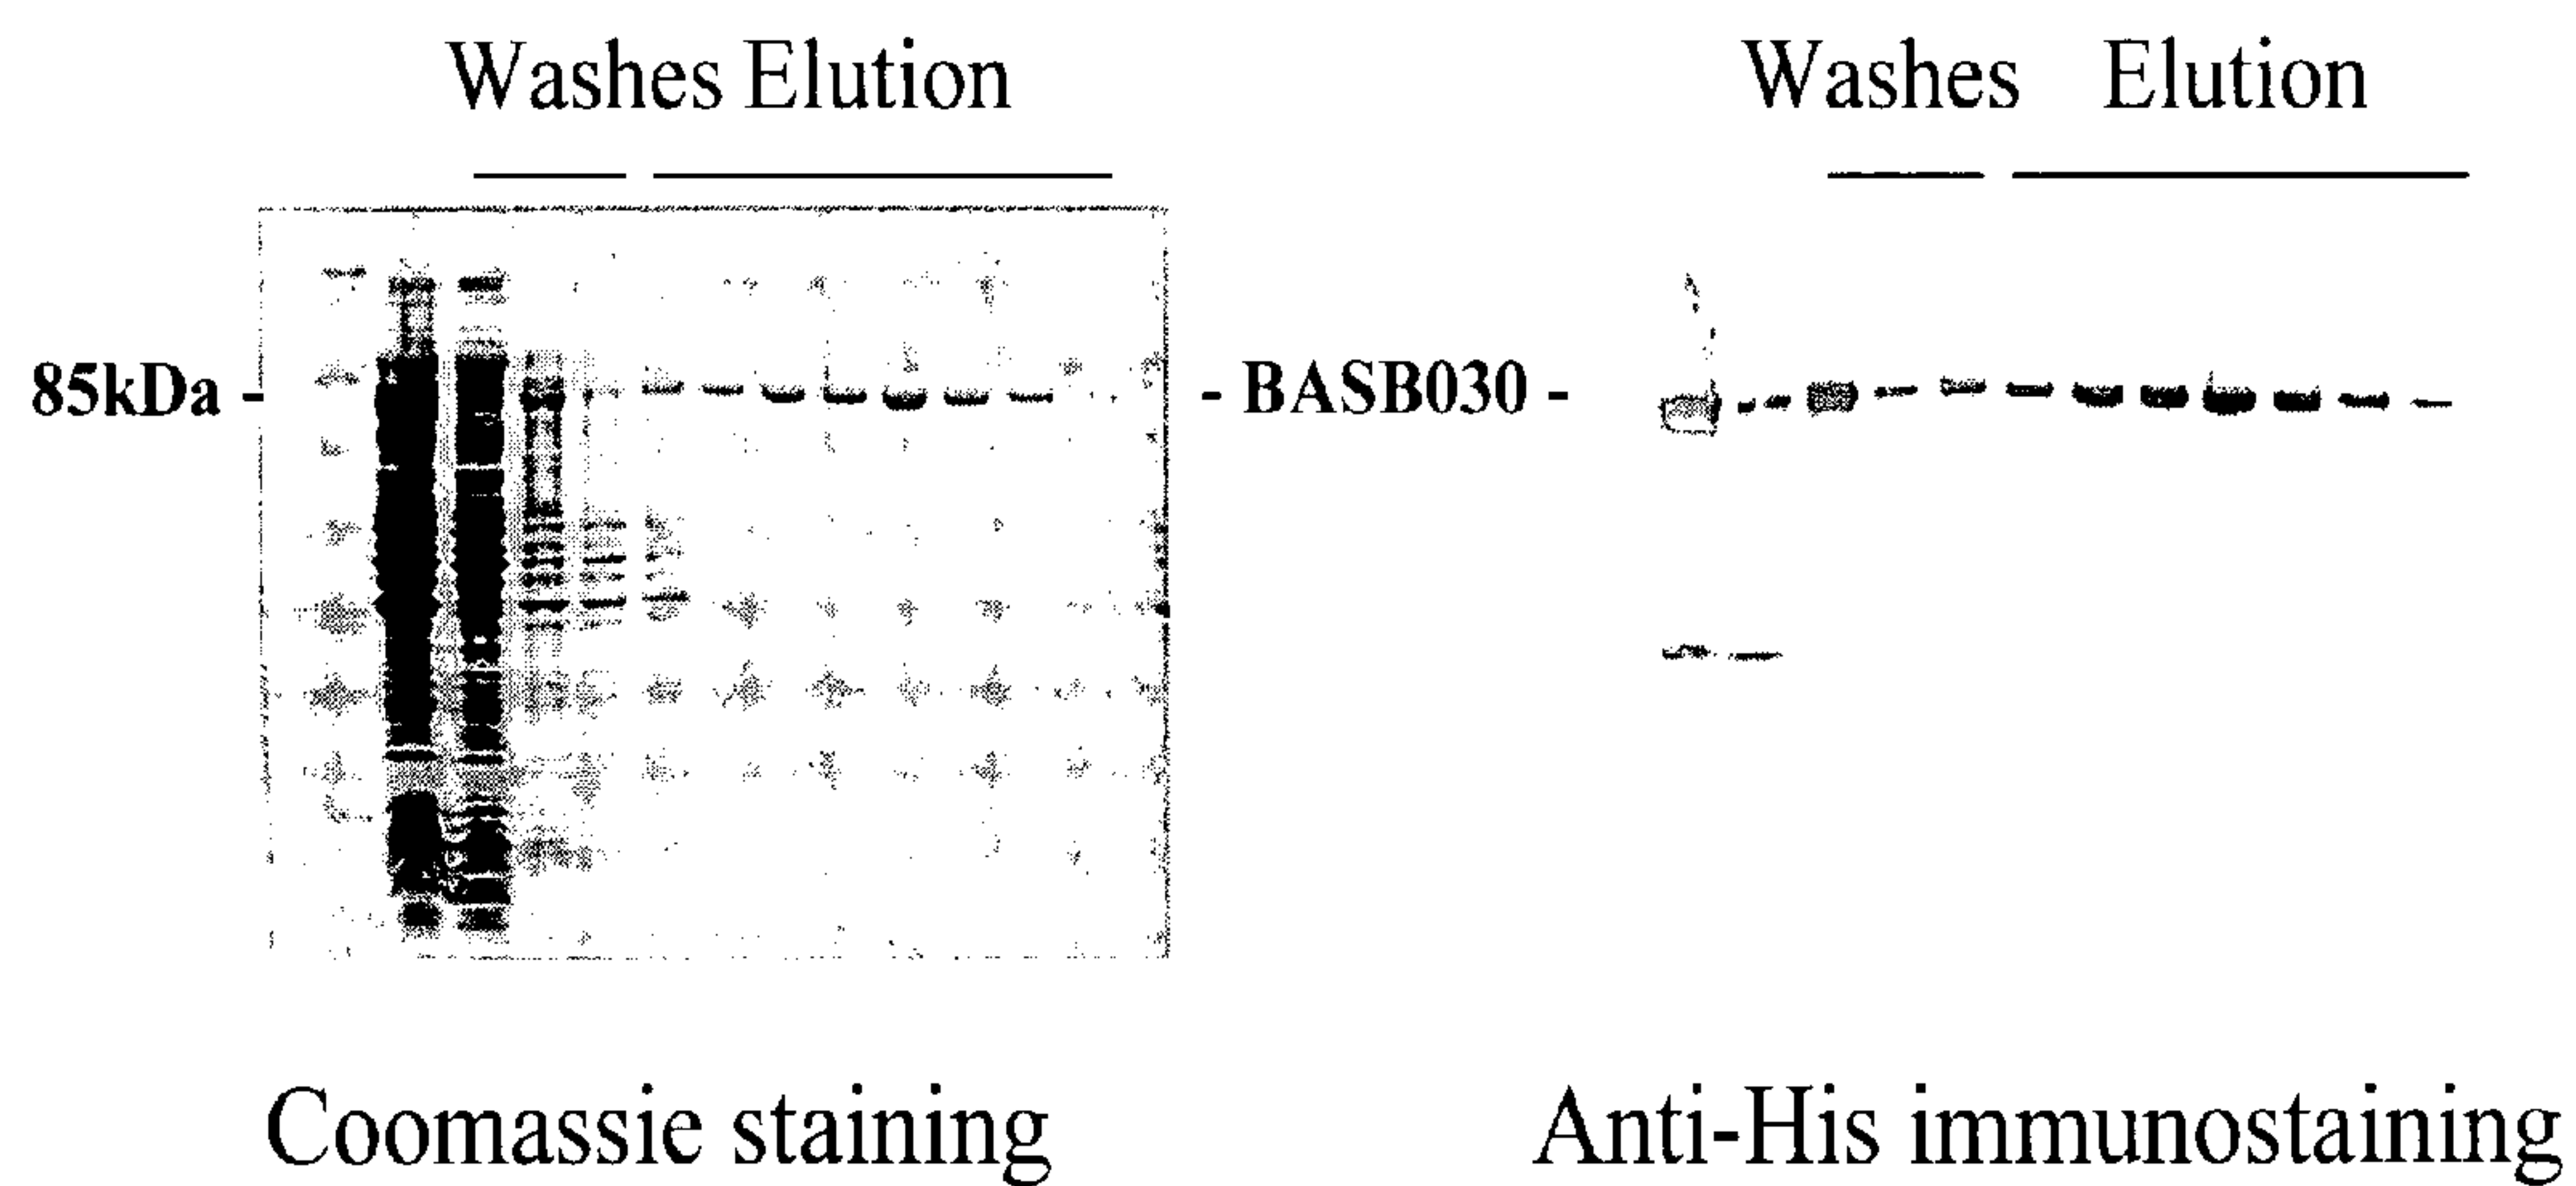 Washes Elution
Washes Elution
85kDa -
- BASB030 -
Coomassie staining
Anti-His immunostaining